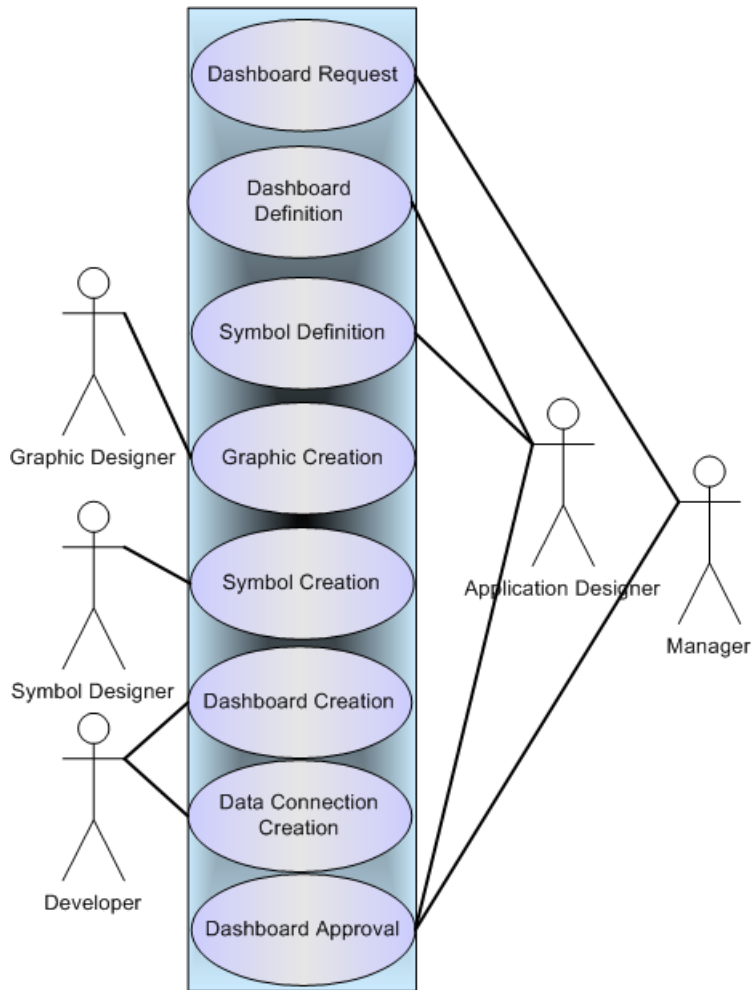 Dashboard Request
Dashboard
Definition
Symbol Definition
Graphic Designer
Graphic Creation
Symbol Creation
Application Designer
Manager
Symbol Designer
Dashboard Creation
Data Connection
Creation
Developer
Dashboard Approval